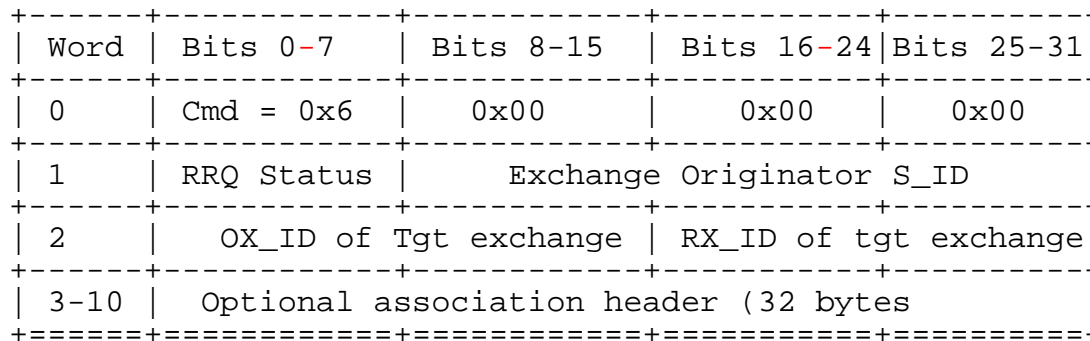 +------+------------+------------+-----------+----------
| Word | Bits 0-7   | Bits 8-15  | Bits 16-24|Bits 25-31
+------+------------+------------+-----------+----------
| 0    | Cmd = 0x6  |   0x00     |    0x00   |   0x00
+------+------------+------------+-----------+----------
| 1    | RRQ Status |     Exchange Originator S_ID
+------+------------+------------+-----------+----------
| 2    |   OX_ID of Tgt exchange | RX_ID of tgt exchange
+------+------------+------------+-----------+----------
| 3-10 |  Optional association header (32 bytes
+======+============+============+===========+==========